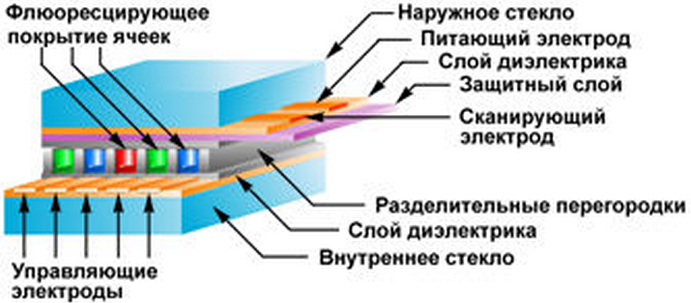 Флюоресцирующее
покрытие ячеек
Наружное стекло
Питающий электрод
Слой диэлектрика
Защитный слой
Сканирующий
электрод
Разделительные перегородки
Слой диэлектрика
Внутреннее стекло
Управляющие
электроды